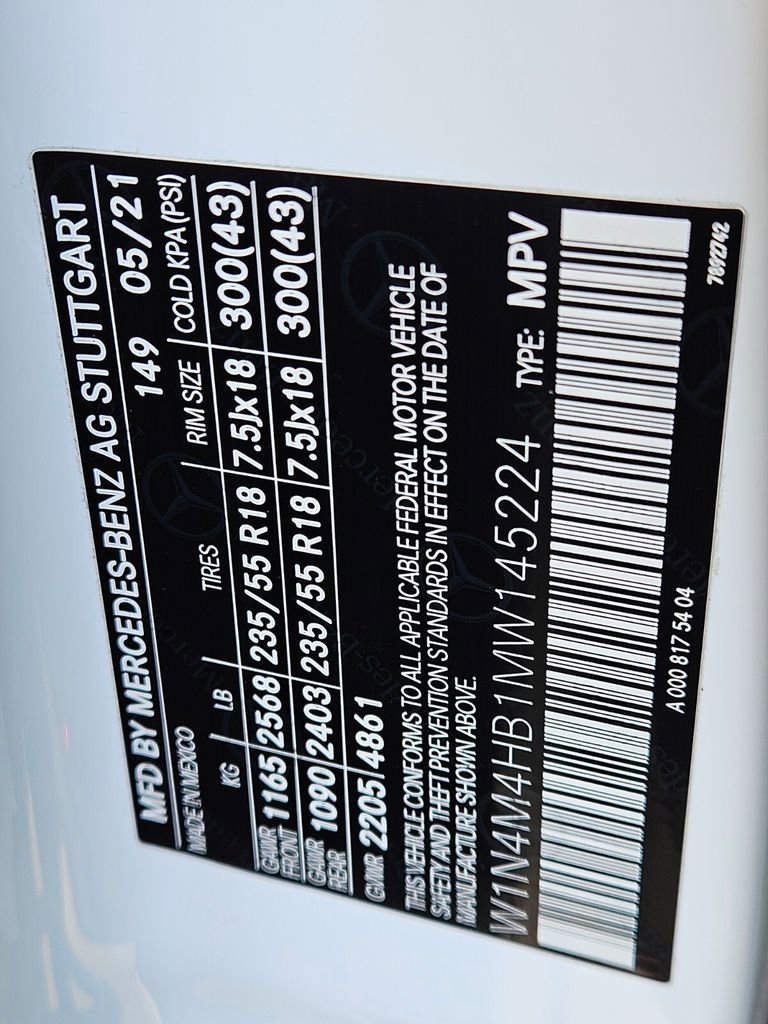 MFD BY MERCEDES-BENZ AG STUTTGART
MADE IN MEXICO 149 05/21
KG LB TIRES RIM SIZE COLD KPA(PSI)
GAWR FRONT 1165 2568 235/55 R18 7.5Jx18 300(43)
GAWR REAR 1090 2403 235/55 R18 7.5Jx18 300(43)
GVWR 2205 4861
THIS VEHICLE CONFORMS TO ALL APPLICABLE FEDERAL MOTOR VEHICLE
SAFETY AND THEFT PREVENTION STANDARDS IN EFFECT ON THE DATE OF
MANUFACTURE SHOWN ABOVE.
W1N4M4HB1MW145224 TYPE: MPV
A 000 817 54 04 7892742